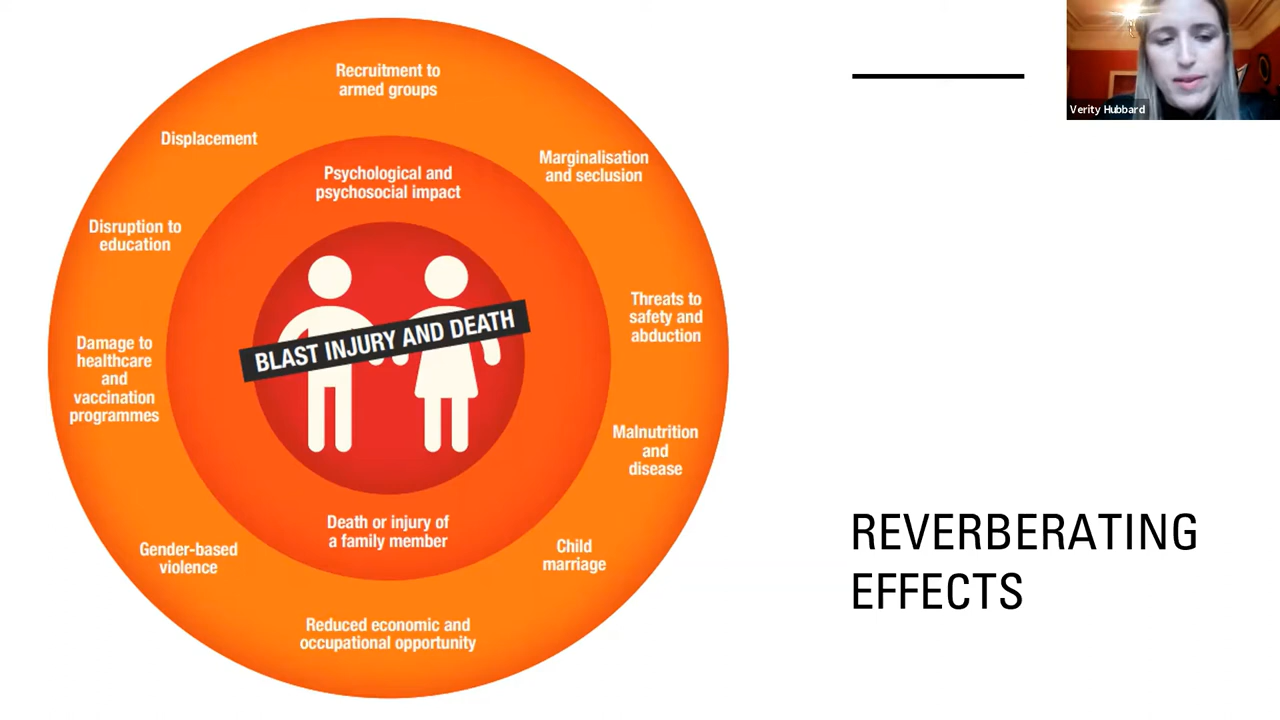 Recruitment to
armed groups
Displacement
Marginalisation
and seclusion
Psychological and
psychosocial impact
Disruption to
education
Threats to
safety and
abduction
BLAST INJURY AND DEATH
Damage to
healthcare
and
vaccination
programmes
Malnutrition
and
disease
Death or injury of
a family member
Gender-based
violence
Child
marriage
Reduced economic and
occupational opportunity
Verity Hubbard
REVERBERATING
EFFECTS